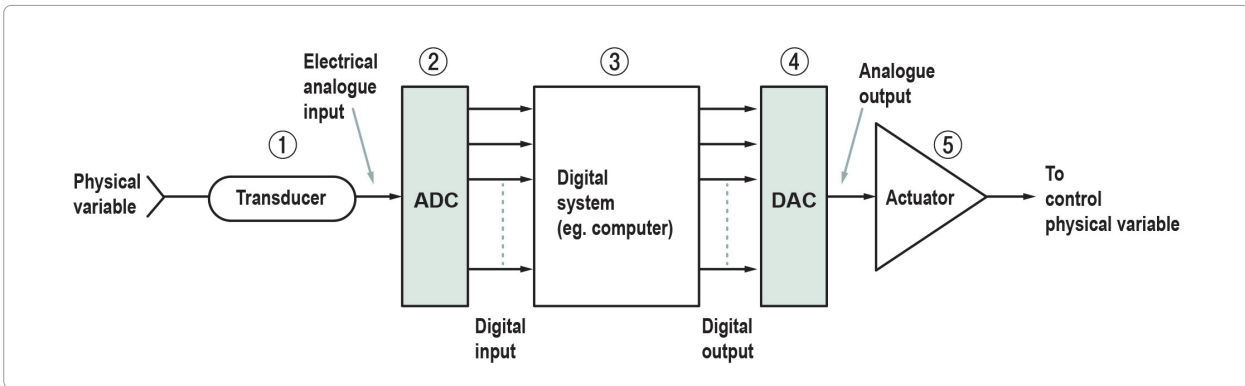 Physical
variable
①
Transducer
Electrical
analogue
input
②
ADC
Digital
input
③
Digital
system
(eg. computer)
Digital
output
④
DAC
Analogue
output
⑤
Actuator
To
control
physical variable